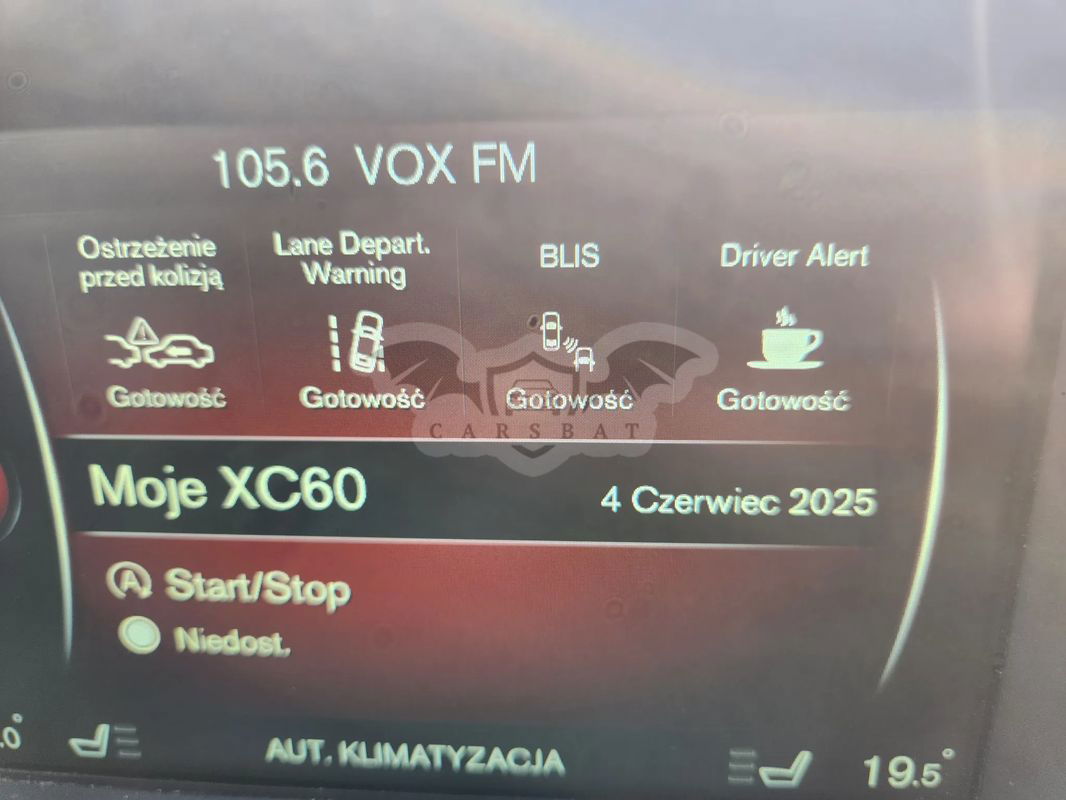 105.6 VOX FM
Ostrzeżenie
przed kolizją
Lane Depart.
Warning
BLIS
Driver Alert
Gotowość
Gotowość
Gotowość
Gotowość
CARSBAT
Moje XC60
4 Czerwiec 2025
A Start/Stop
Niedost.
.0°
AUT. KLIMATYZACJA
19.5°